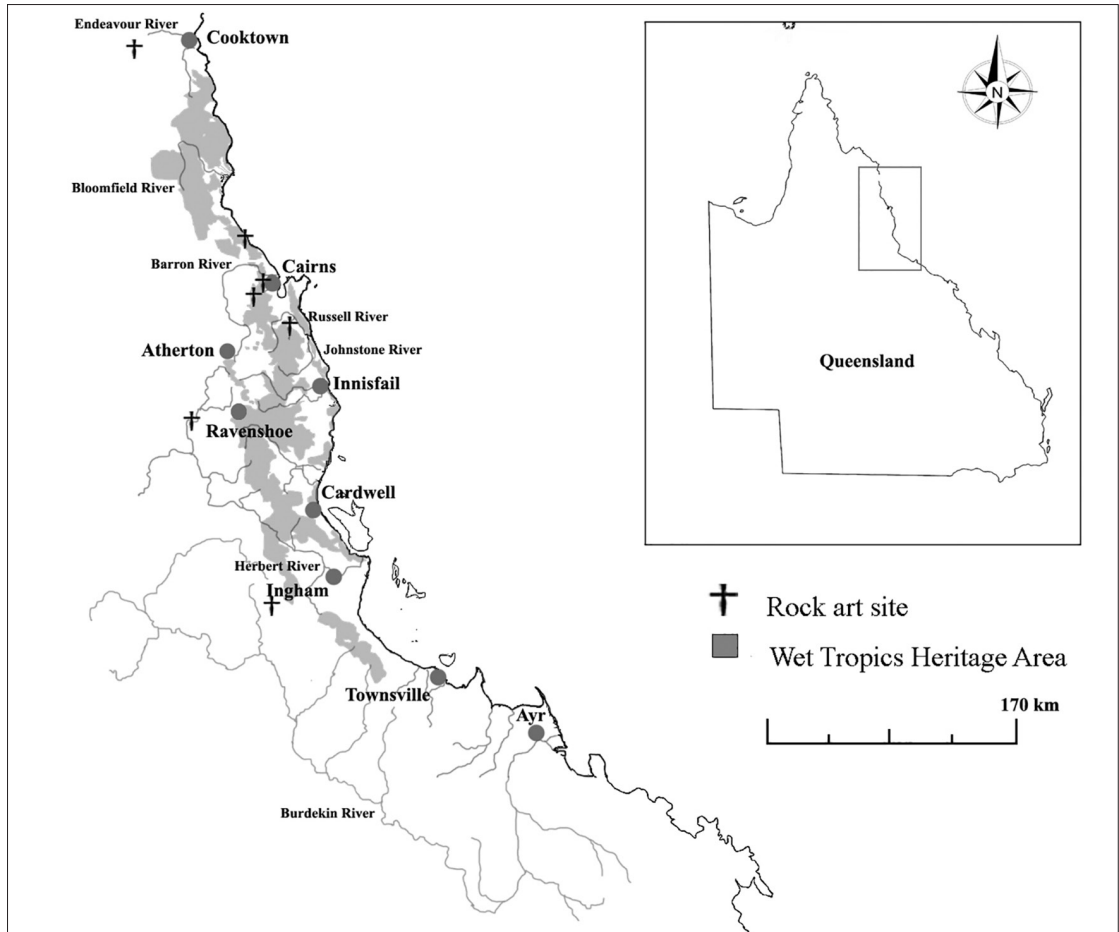 Endeavour River
Cooktown
Bloomfield River
Barron River
Cairns
Russell River
Atherton
Johnstone River
Innisfail
Ravenshoe
Cardwell
Herbert River
Ingham
Townsville
Ayr
Burdekin River
N
Queensland
Rock art site
Wet Tropics Heritage Area
170 km